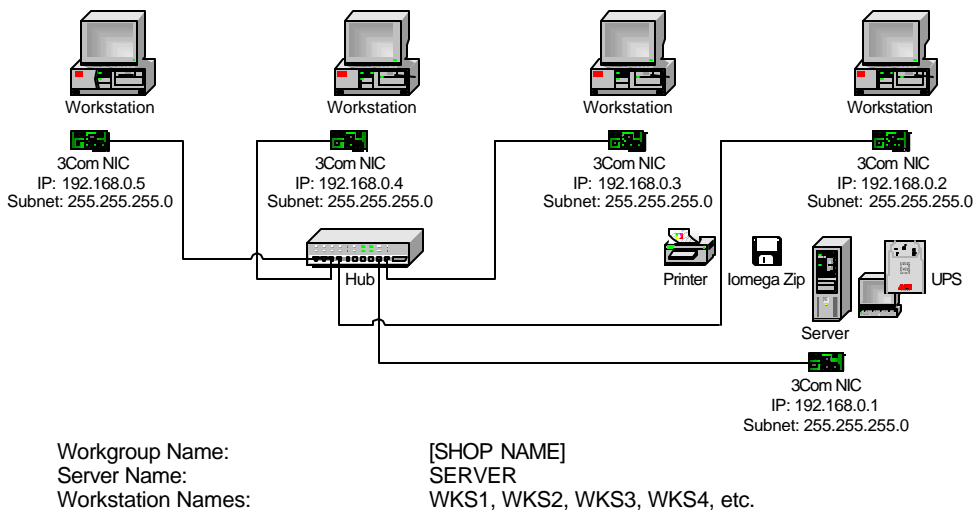 Workstation
Workstation
Workstation
Workstation
3Com NIC
IP: 192.168.0.5
Subnet: 255.255.255.0
3Com NIC
IP: 192.168.0.4
Subnet: 255.255.255.0
3Com NIC
IP: 192.168.0.3
Subnet: 255.255.255.0
3Com NIC
IP: 192.168.0.2
Subnet: 255.255.255.0
Hub
Printer
Iomega Zip
UPS
Server
3Com NIC
IP: 192.168.0.1
Subnet: 255.255.255.0
Workgroup Name: [SHOP NAME]
Server Name: SERVER
Workstation Names: WKS1, WKS2, WKS3, WKS4, etc.